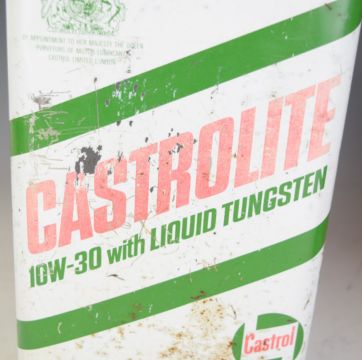 BY APPOINTMENT TO HER MAJESTY THE QUEEN
PURVEYORS OF MOTOR LUBRICANTS
CASTROL LIMITED LONDON
CASTROLITE
10W-30 with LIQUID TUNGSTEN
Castrol